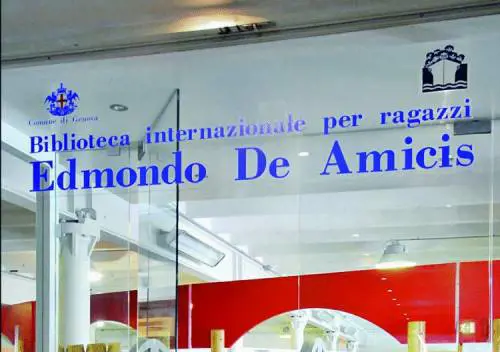 Comune di Genova
Biblioteca internazionale per ragazzi
Edmondo De Amicis